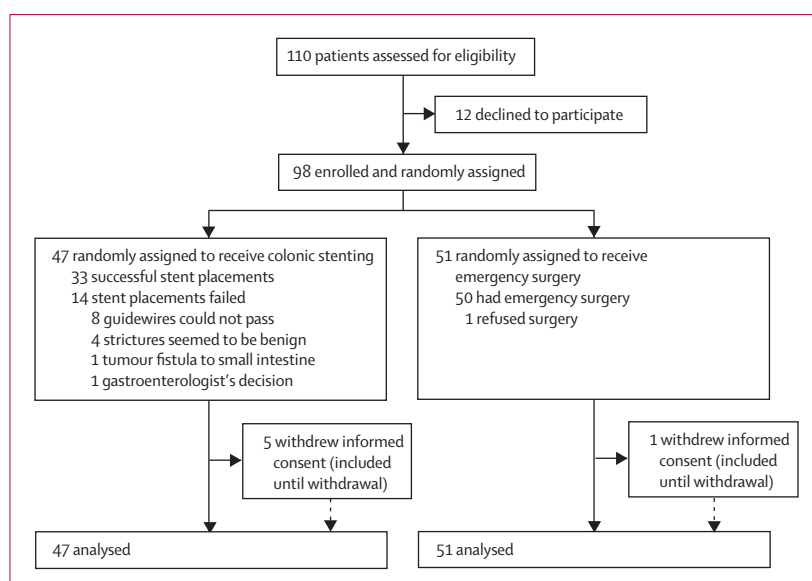 110 patients assessed for eligibility
12 declined to participate
98 enrolled and randomly assigned
47 randomly assigned to receive colonic stenting
33 successful stent placements
14 stent placements failed
8 guidewires could not pass
4 strictures seemed to be benign
1 tumour fistula to small intestine
1 gastroenterologist's decision
51 randomly assigned to receive
emergency surgery
50 had emergency surgery
1 refused surgery
5 withdrew informed
consent (included
until withdrawal)
1 withdrew informed
consent (included
until withdrawal)
47 analysed
51 analysed